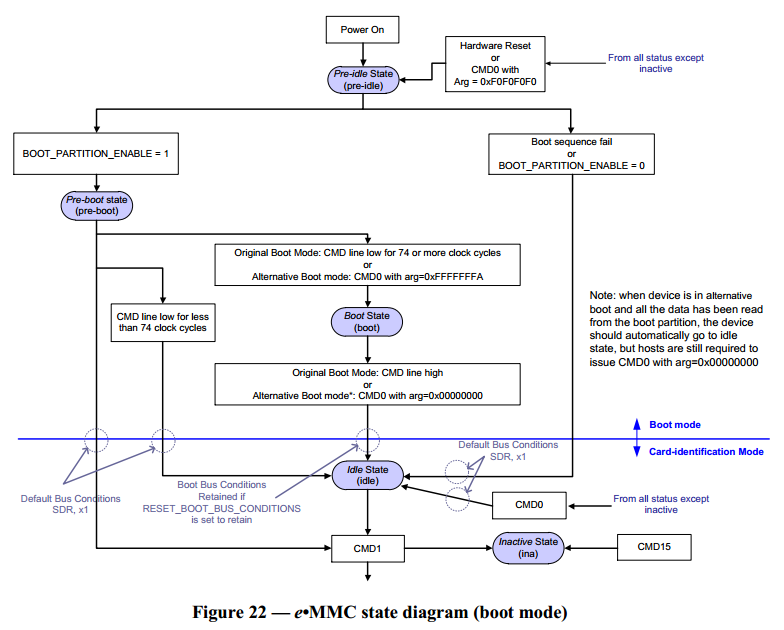 Power On
Hardware Reset
or
CMD0 with
Arg = 0xF0F0F0F0
From all status except
inactive
Pre-idle State
(pre-idle)
BOOT_PARTITION_ENABLE = 1
Boot sequence fail
or
BOOT_PARTITION_ENABLE = 0
Pre-boot state
(pre-boot)
Original Boot Mode: CMD line low for 74 or more clock cycles
or
Alternative Boot mode: CMD0 with arg=0xFFFFFFFA
CMD line low for less
than 74 clock cycles
Boot State
(boot)
Note: when device is in alternative
boot and all the data has been read
from the boot partition, the device
should automatically go to idle
state, but hosts are still required to
issue CMD0 with arg=0x00000000
Original Boot Mode: CMD line high
or
Alternative Boot mode*: CMD0 with arg=0x00000000
Boot mode
Card-identification Mode
Default Bus Conditions
SDR, x1
Default Bus Conditions
SDR, x1
Boot Bus Conditions
Retained if
RESET_BOOT_BUS_CONDITIONS
is set to retain
Idle State
(idle)
CMD0
From all status except
inactive
CMD1
Inactive State
(ina)
CMD15
Figure 22 — e•MMC state diagram (boot mode)